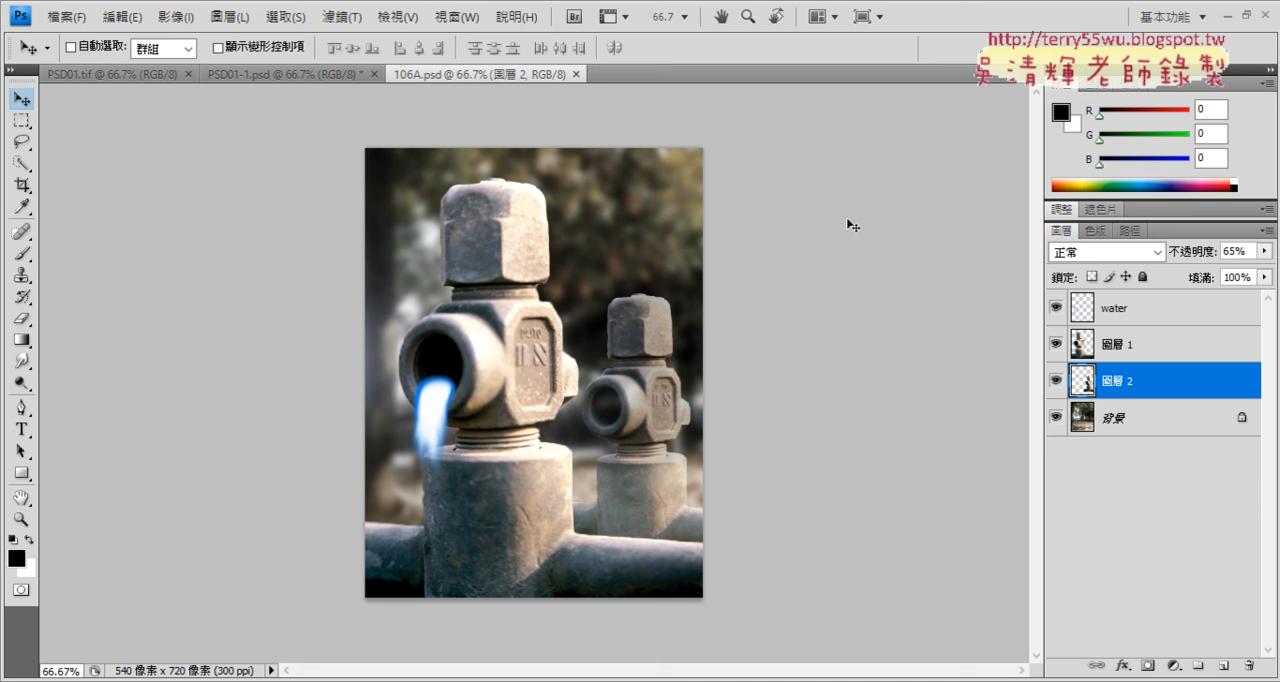 Ps 檔案(F) 編輯(E) 影像(I) 圖層(L) 選取(S) 濾鏡(T) 檢視(V) 視窗(W) 說明(H) Br 66.7 基本功能
自動選取: 群組 顯示變形控制項
http://terry55wu.blogspot.tw
吳清輝老師錄製
PSD01.tif @ 66.7% (RGB/8) PSD01-1.psd @ 66.7% (RGB/8) * 106A.psd @ 66.7% (圖層 2, RGB/8)
R 0
G 0
B 0
調整 遮色片
圖層 色版 路徑
正常 不透明度: 65%
鎖定: 填滿: 100%
water
圖層 1
圖層 2
背景
T
66.67% 540 像素 x 720 像素 (300 ppi)
fx